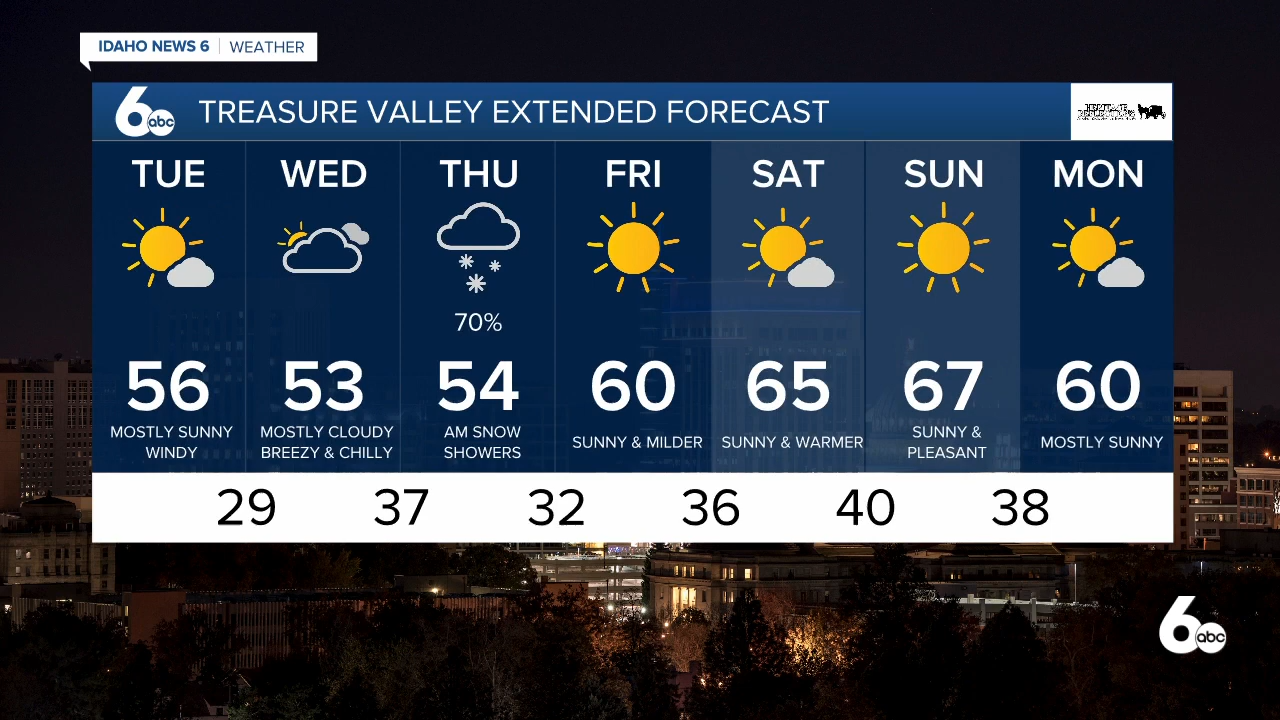 IDAHO NEWS 6 | WEATHER
6 abc TREASURE VALLEY EXTENDED FORECAST
TUE WED THU FRI SAT SUN MON
70%
56 53 54 60 65 67 60
MOSTLY SUNNY
WINDY
MOSTLY CLOUDY
BREEZY & CHILLY
AM SNOW
SHOWERS
SUNNY & MILDER
SUNNY & WARMER
SUNNY &
PLEASANT
MOSTLY SUNNY
29 37 32 36 40 38
6 abc